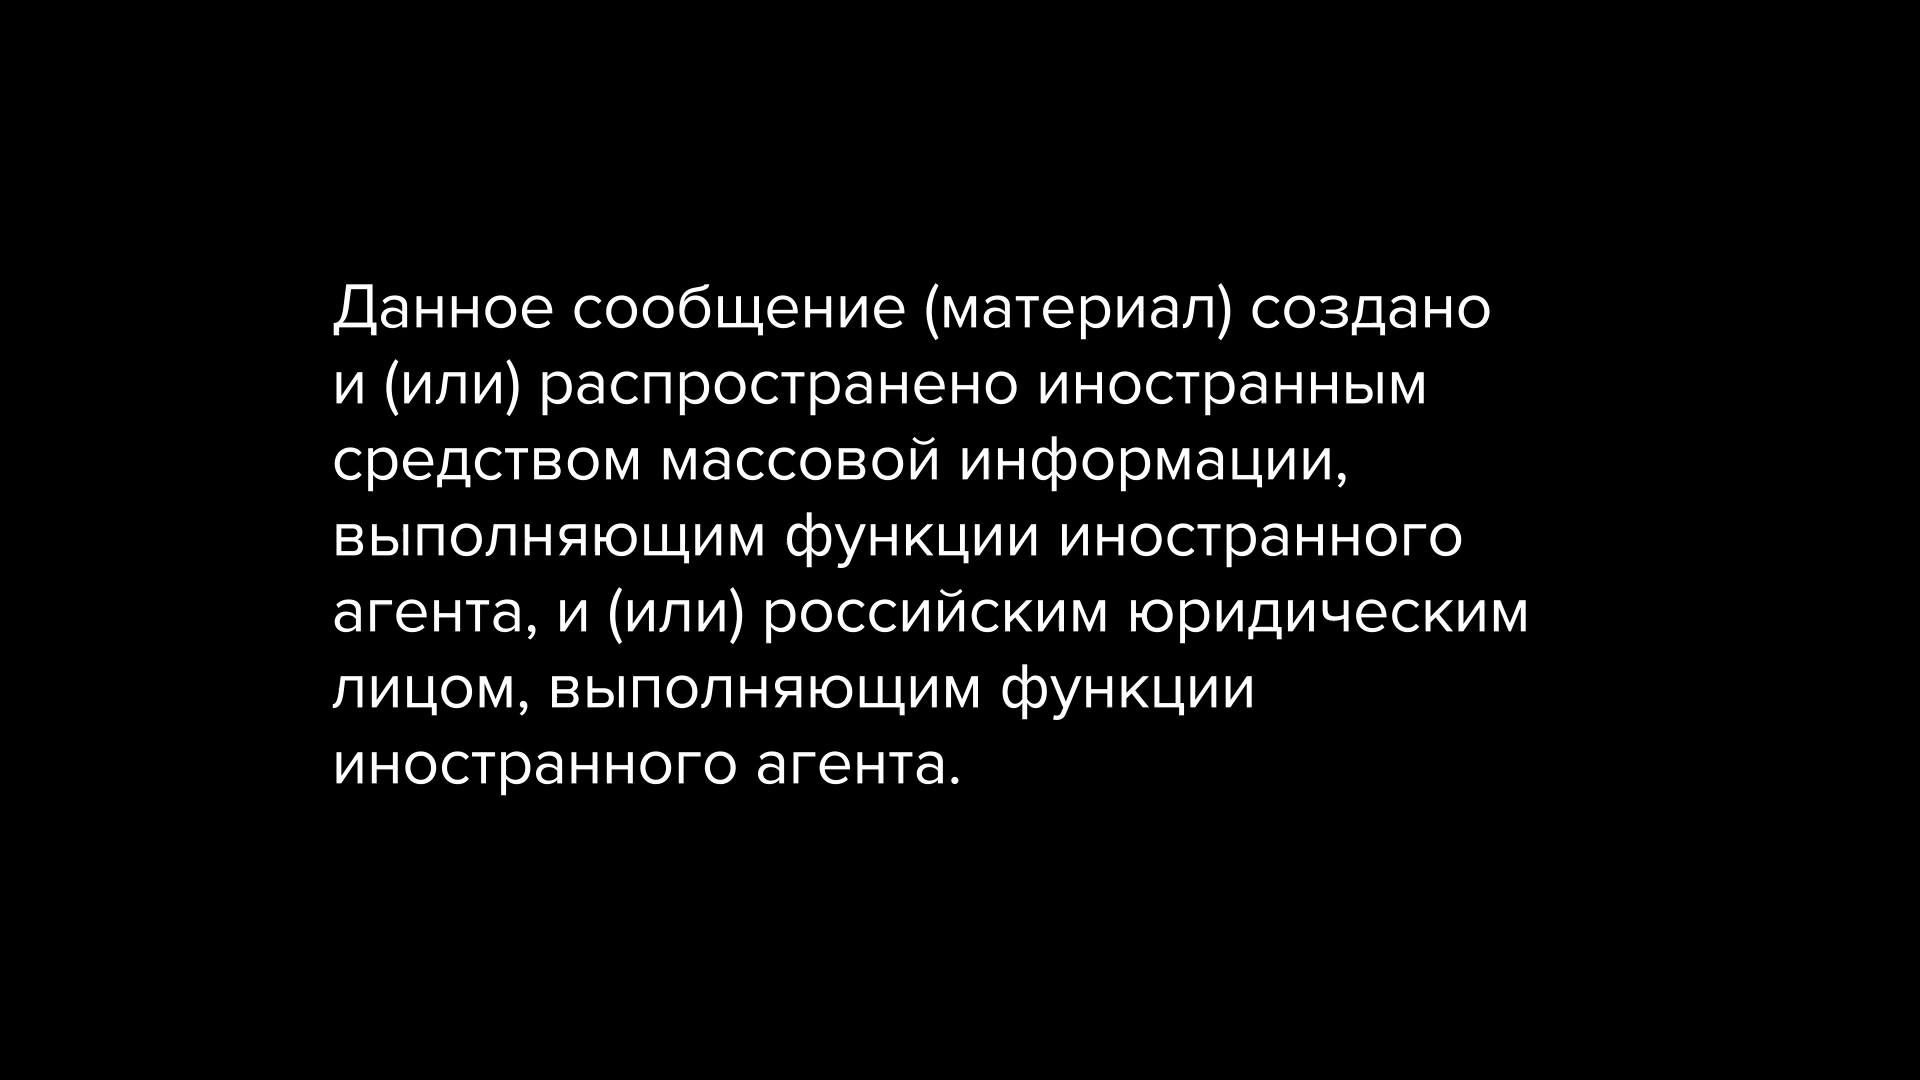 Данное сообщение (материал) создано
и (или) распространено иностранным
средством массовой информации,
выполняющим функции иностранного
агента, и (или) российским юридическим
лицом, выполняющим функции
иностранного агента.